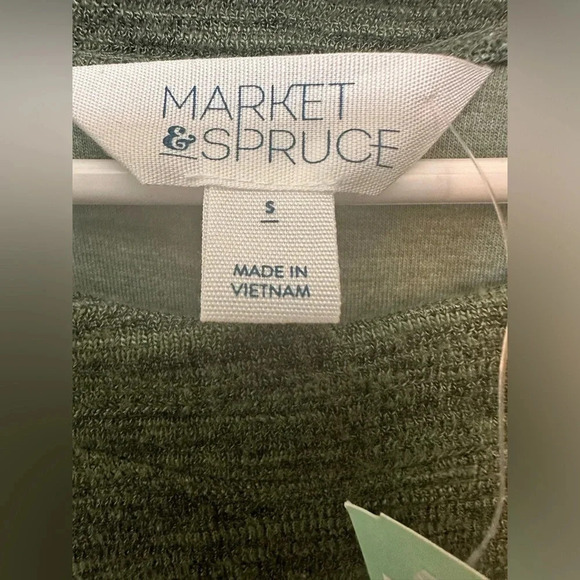 MARKET
& SPRUCE
S
MADE IN
VIETNAM